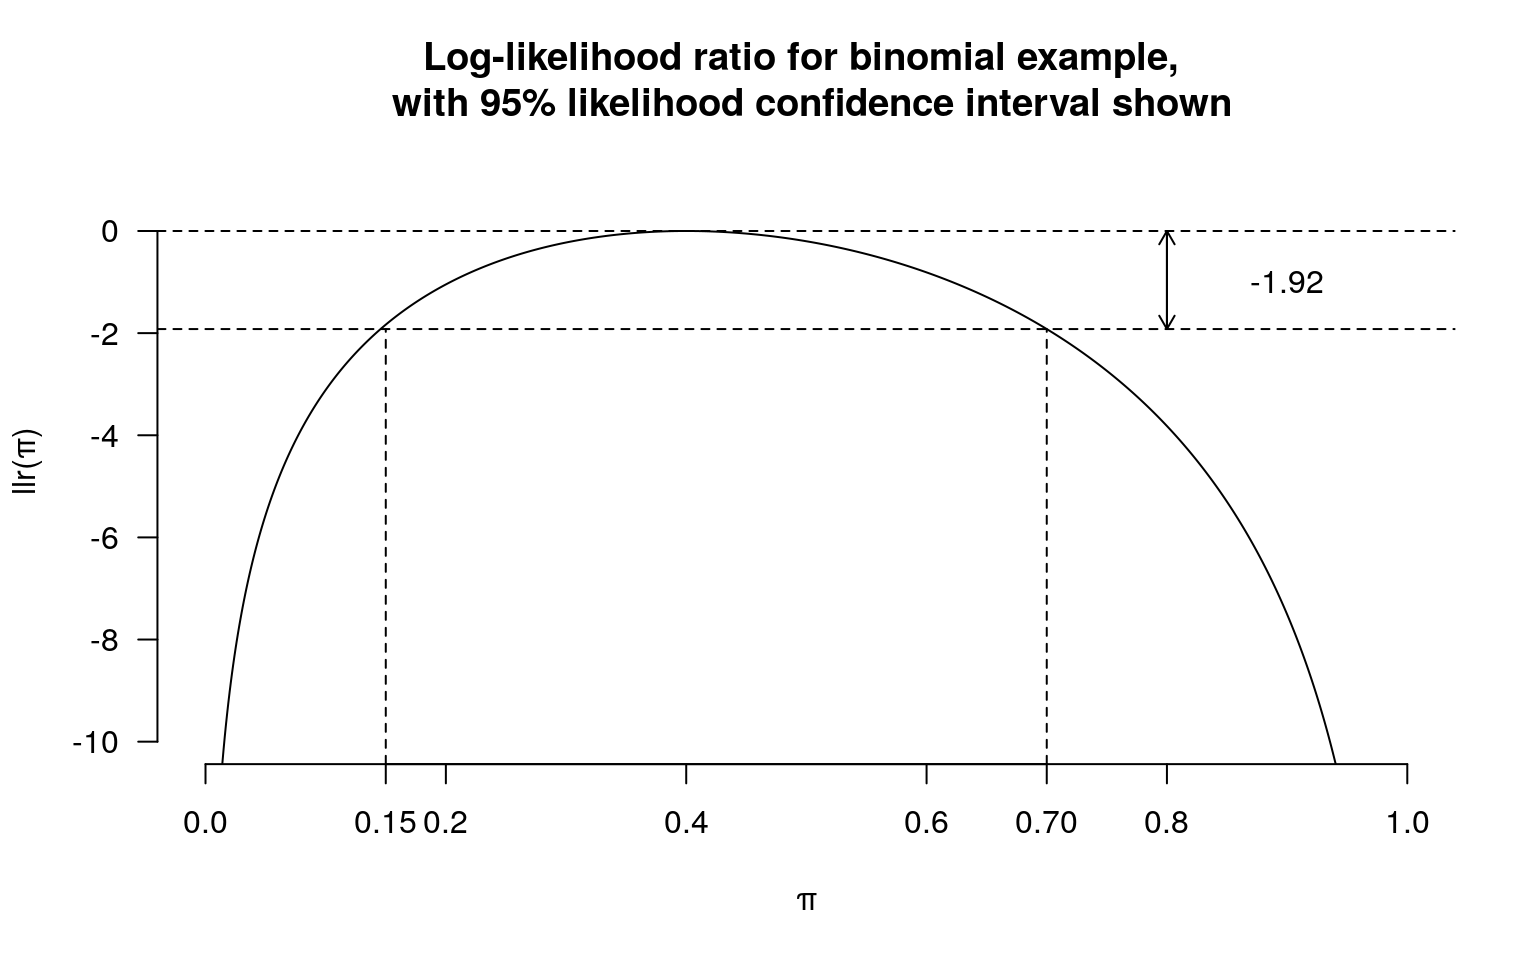 Log-likelihood ratio for binomial example,
with 95% likelihood confidence interval shown
0
-1.92
-2
-4
llr(π)
-6
-8
-10
0.0 0.15 0.2 0.4 0.6 0.70 0.8 1.0
π